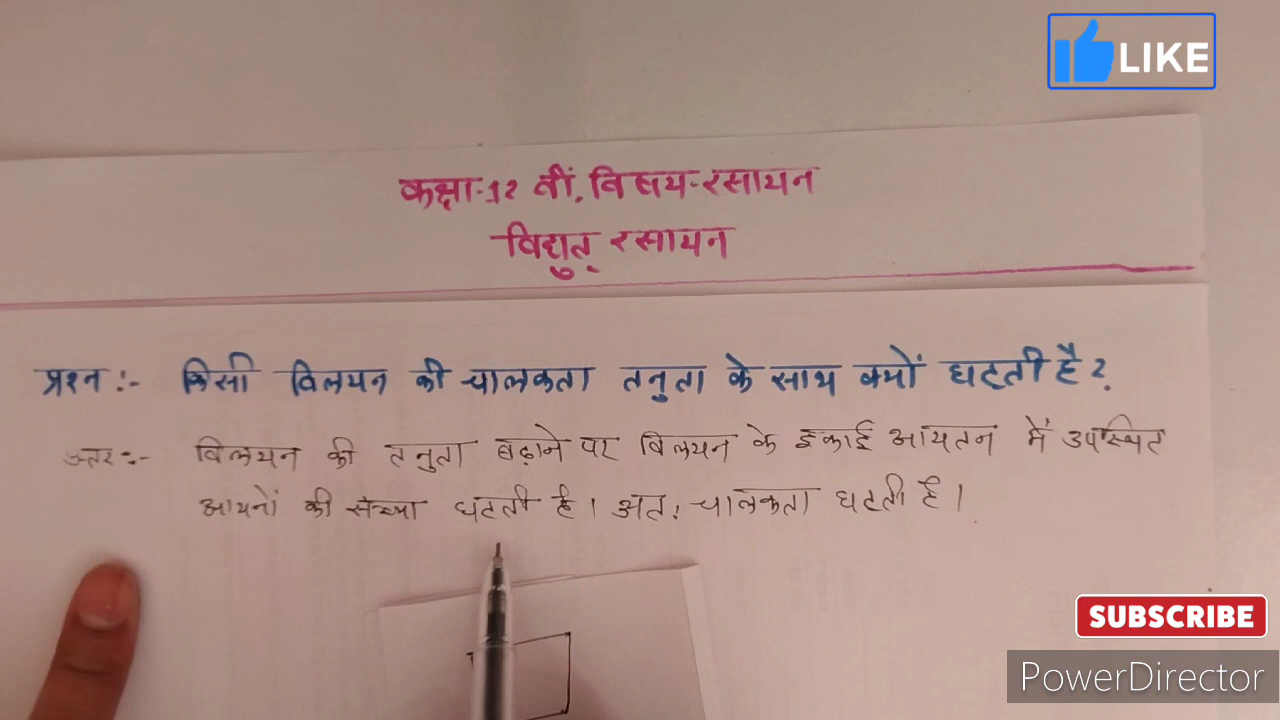 LIKE
कक्षा-12 वीं, विषय-रसायन
विद्युत् रसायन
प्रश्न :- किसी विलयन की चालकता तनुता के साथ क्यों घटती है ?
उत्तर :- विलयन की तनुता बढ़ाने पर विलयन के इकाई आयतन में उपस्थित
आयनों की संख्या घटती है। अत: चालकता घटती है।
SUBSCRIBE
PowerDirector